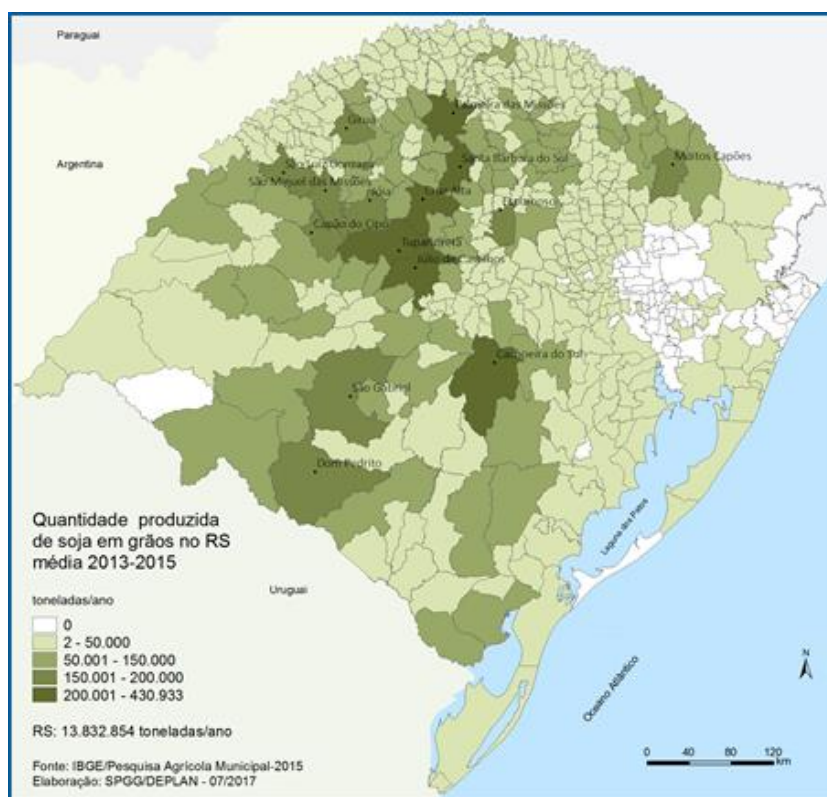 Paraguai
Argentina
Palmeira das Missões
Giruá
Santa Bárbara do Sul
Muitos Capões
São Luiz Gonzaga
São Miguel das Missões
Jóia
Cruz Alta
Espumoso
Capão do Cipó
Tupanciretã
Júlio de Castilhos
Cachoeira do Sul
São Gabriel
Dom Pedrito
Laguna dos Patos
Uruguai
Oceano Atlântico
Quantidade produzida
de soja em grãos no RS
média 2013-2015
toneladas/ano
0
2 - 50.000
50.001 - 150.000
150.001 - 200.000
200.001 - 430.933
RS: 13.832.854 toneladas/ano
Fonte: IBGE/Pesquisa Agrícola Municipal-2015
Elaboração: SPGG/DEPLAN - 07/2017
N
0 40 80 120
km